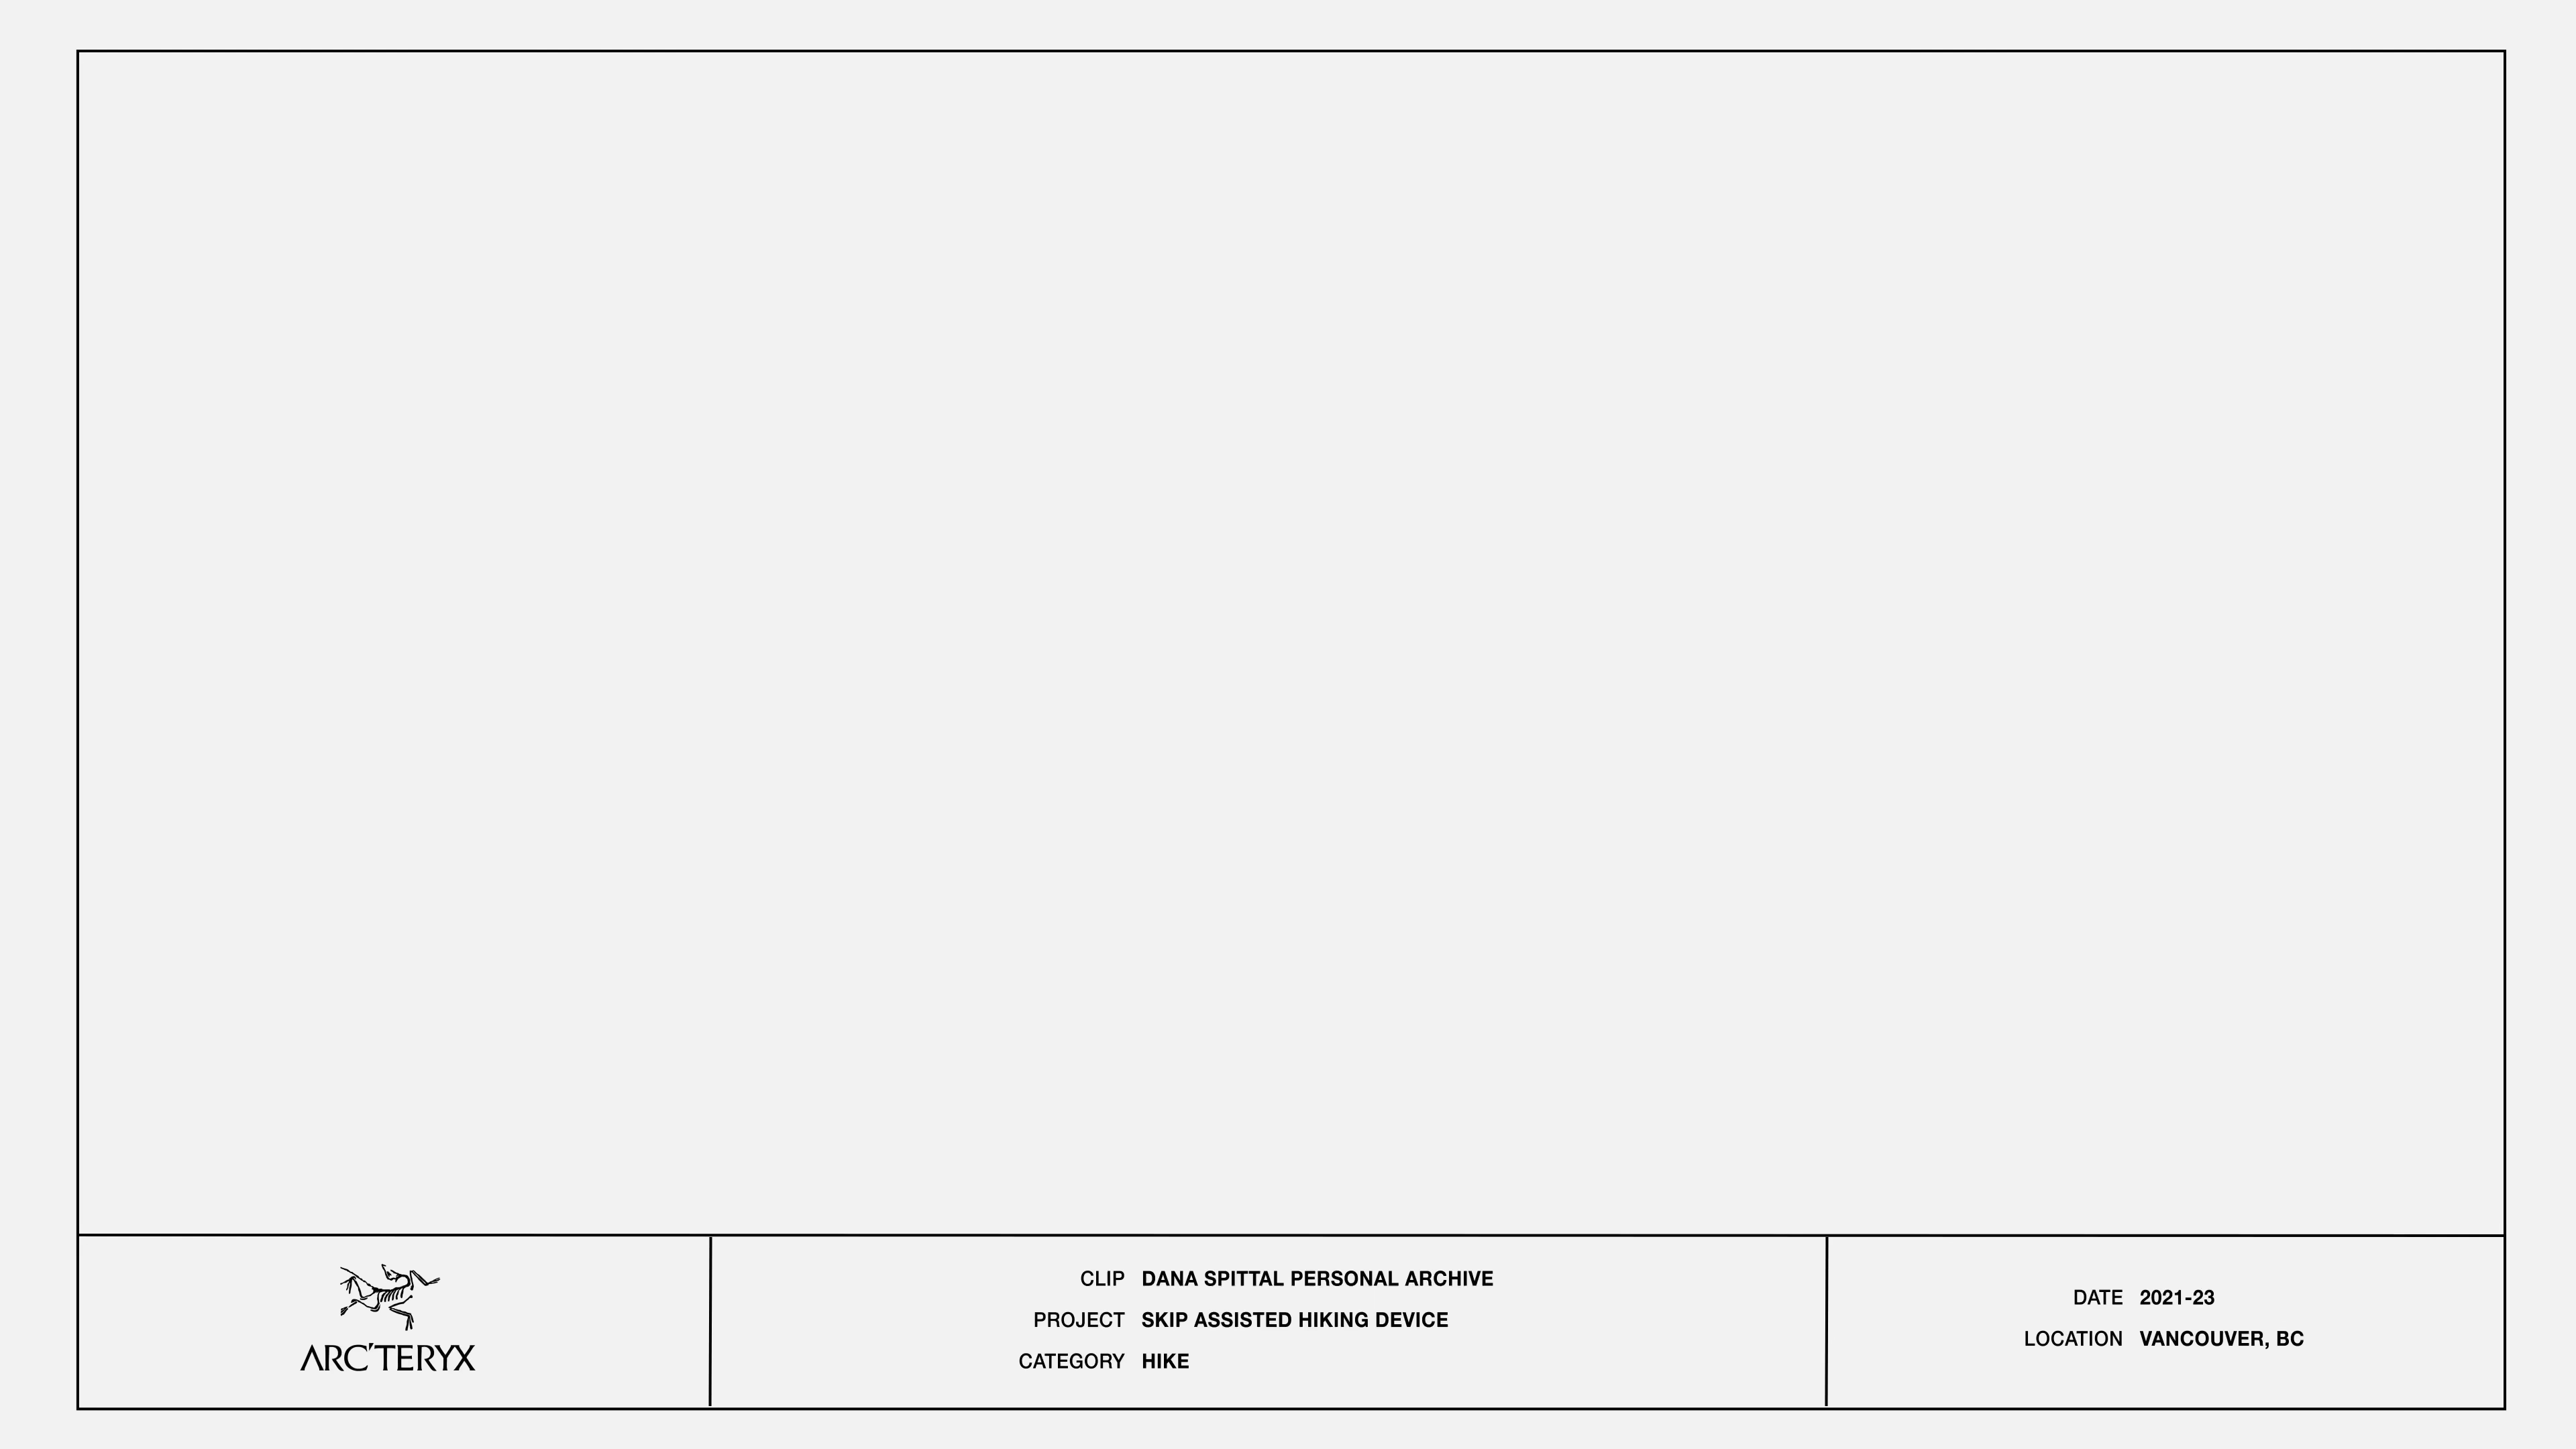 ARC'TERYX
CLIP DANA SPITTAL PERSONAL ARCHIVE
PROJECT SKIP ASSISTED HIKING DEVICE
CATEGORY HIKE
DATE 2021-23
LOCATION VANCOUVER, BC